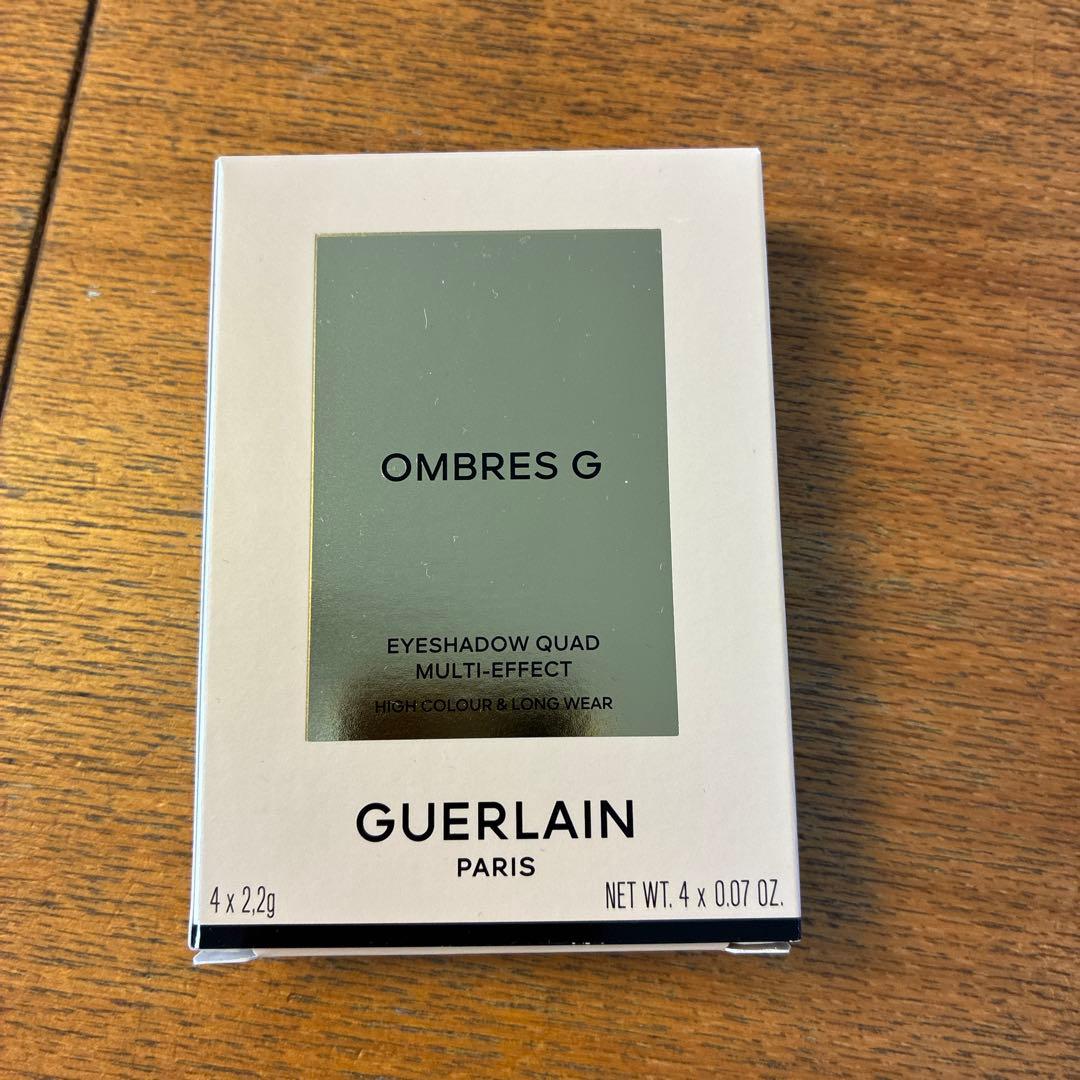 OMBRES G
EYESHADOW QUAD
MULTI-EFFECT
HIGH COLOUR & LONG WEAR
GUERLAIN
PARIS
4 x 2,2g
NET WT. 4 x 0.07 OZ.